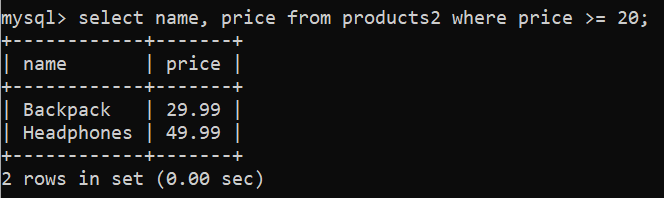 mysql> select name, price from products2 where price >= 20;
+------------+-------+
| name       | price |
+------------+-------+
| Backpack   | 29.99 |
| Headphones | 49.99 |
+------------+-------+
2 rows in set (0.00 sec)